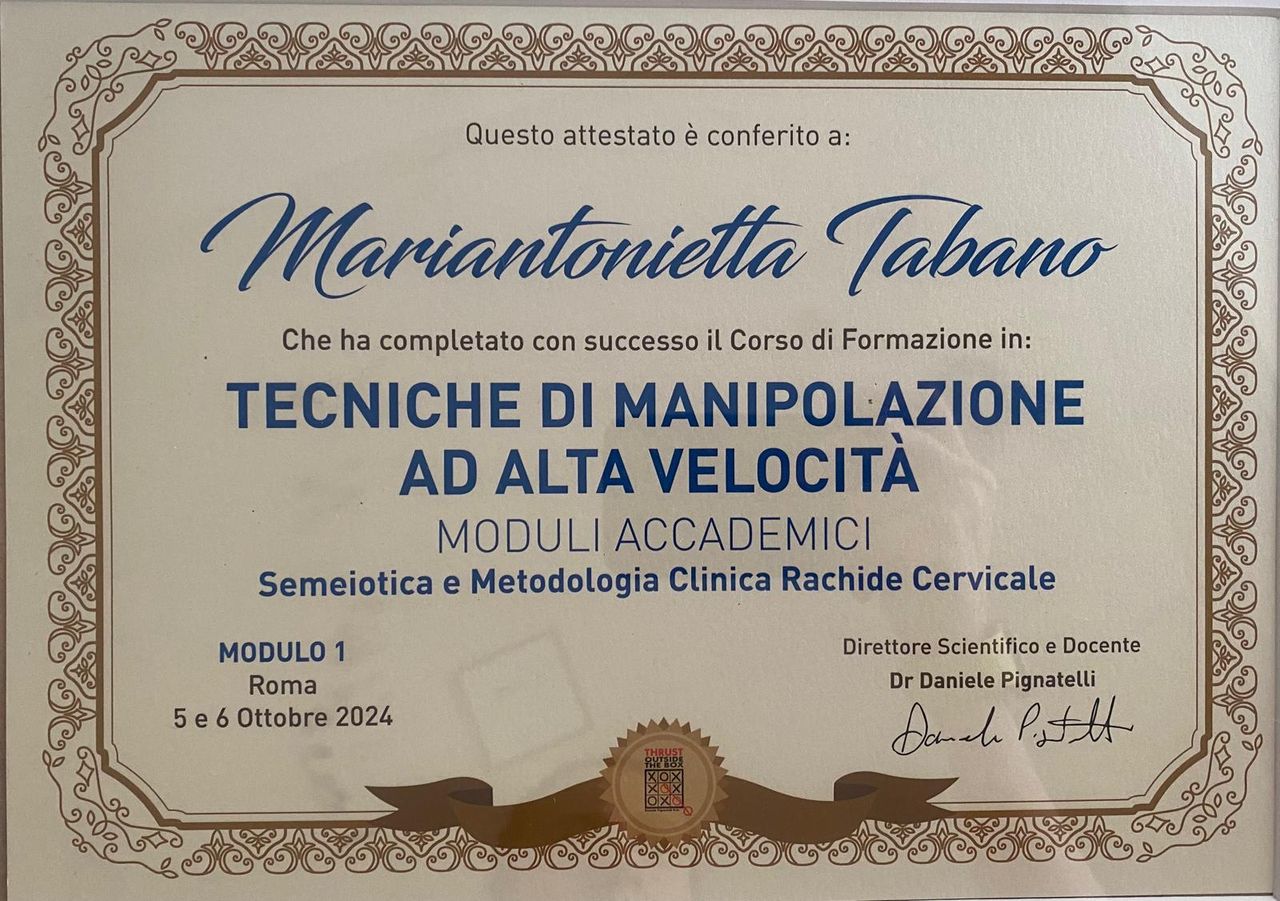 Questo attestato è conferito a:
Mariantonietta Tabano
Che ha completato con successo il Corso di Formazione in:
TECNICHE DI MANIPOLAZIONE
AD ALTA VELOCITÀ
MODULI ACCADEMICI
Semeiotica e Metodologia Clinica Rachide Cervicale
MODULO 1
Roma
5 e 6 Ottobre 2024
Direttore Scientifico e Docente
Dr Daniele Pignatelli
THRUST
OUTSIDE
THE BOX